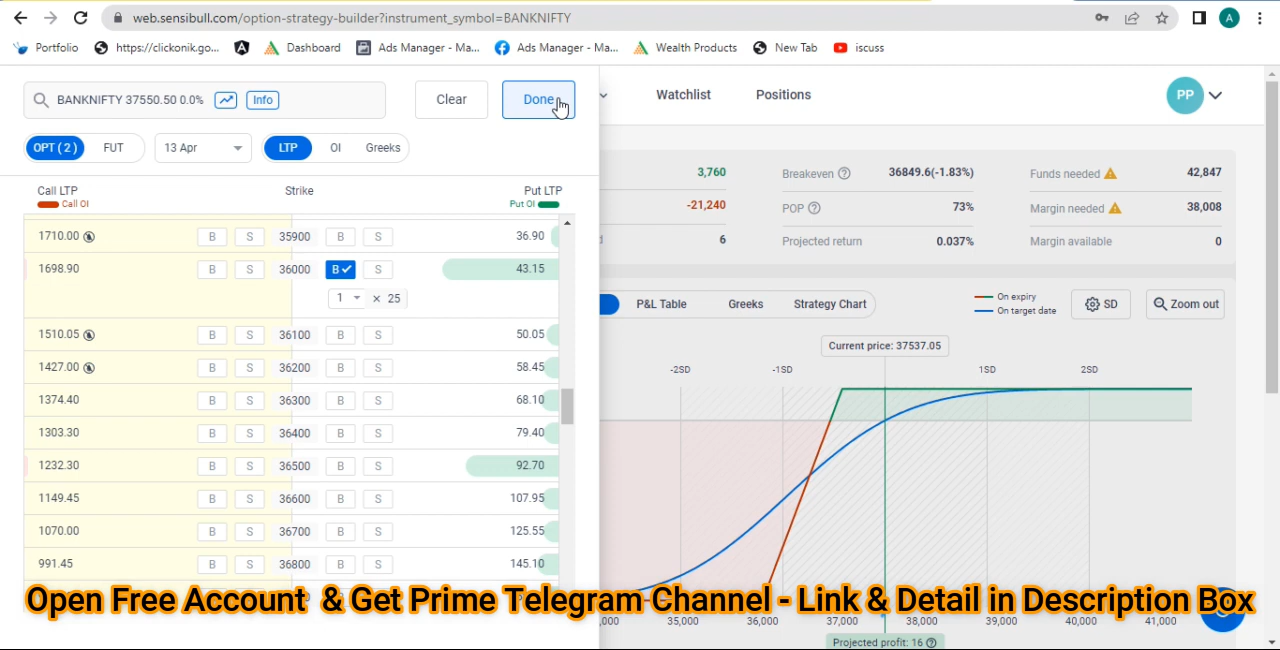 web.sensibull.com/option-strategy-builder?instrument_symbol=BANKNIFTY
A
Portfolio https://clickonik.go... Dashboard Ads Manager - Ma... Ads Manager - Ma... Wealth Products New Tab iscuss
BANKNIFTY 37550.50 0.0% Info Clear Done
Watchlist Positions PP
OPT ( 2 ) FUT 13 Apr LTP OI Greeks
Call LTP Strike Put LTP
Call OI Put OI
1710.00 B S 35900 B S 36.90
1698.90 B S 36000 B S 43.15
1 × 25
1510.05 B S 36100 B S 50.05
1427.00 B S 36200 B S 58.45
1374.40 B S 36300 B S 68.10
1303.30 B S 36400 B S 79.40
1232.30 B S 36500 B S 92.70
1149.45 B S 36600 B S 107.95
1070.00 B S 36700 B S 125.55
991.45 B S 36800 B S 145.10
3,760 Breakeven 36849.6(-1.83%) Funds needed 42,847
-21,240 POP 73% Margin needed 38,008
6 Projected return 0.037% Margin available 0
P&L Table Greeks Strategy Chart
On expiry
On target date
SD Zoom out
Current price: 37537.05
-2SD -1SD 1SD 2SD
Open Free Account & Get Prime Telegram Channel - Link & Detail in Description Box
,000 35,000 36,000 37,000 38,000 39,000 40,000 41,000
Projected profit: 16